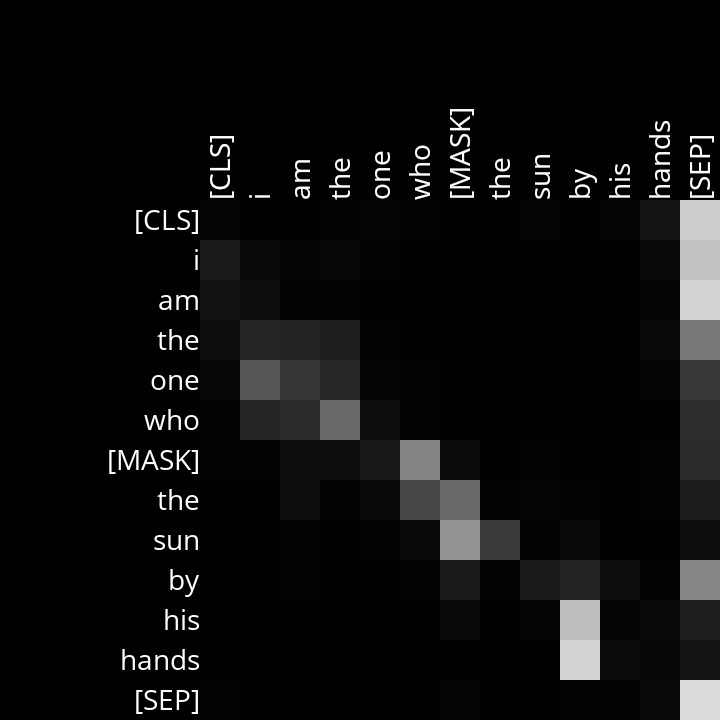 [CLS] i am the one who [MASK] the sun by his hands [SEP]
[CLS]
i
am
the
one
who
[MASK]
the
sun
by
his
hands
[SEP]